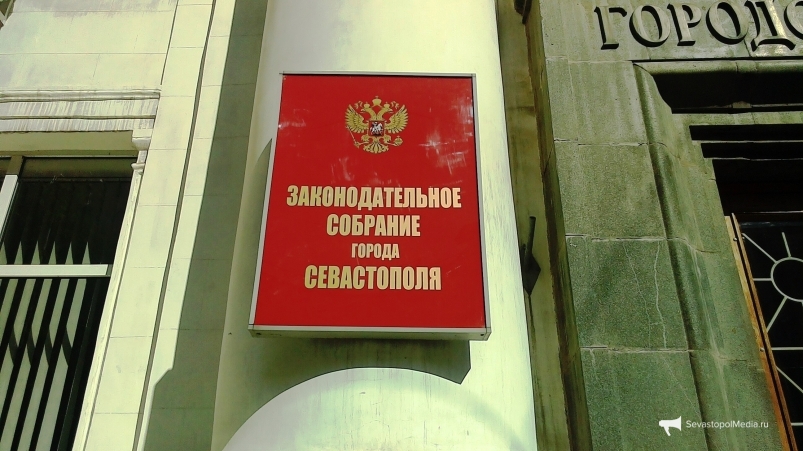 ГОРОДС
ЗАКОНОДАТЕЛЬНОЕ
СОБРАНИЕ
ГОРОДА
СЕВАСТОПОЛЯ
SevastopolMedia.ru